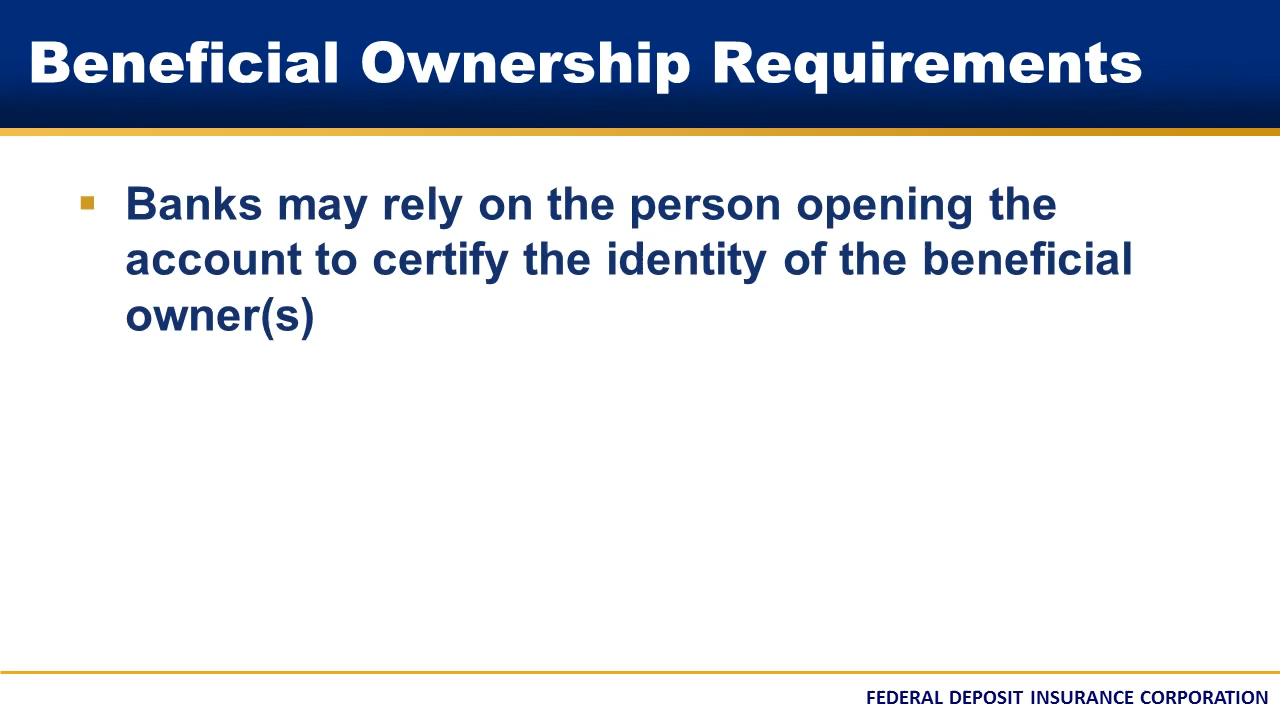 Beneficial Ownership Requirements
▪ Banks may rely on the person opening the
account to certify the identity of the beneficial
owner(s)
FEDERAL DEPOSIT INSURANCE CORPORATION